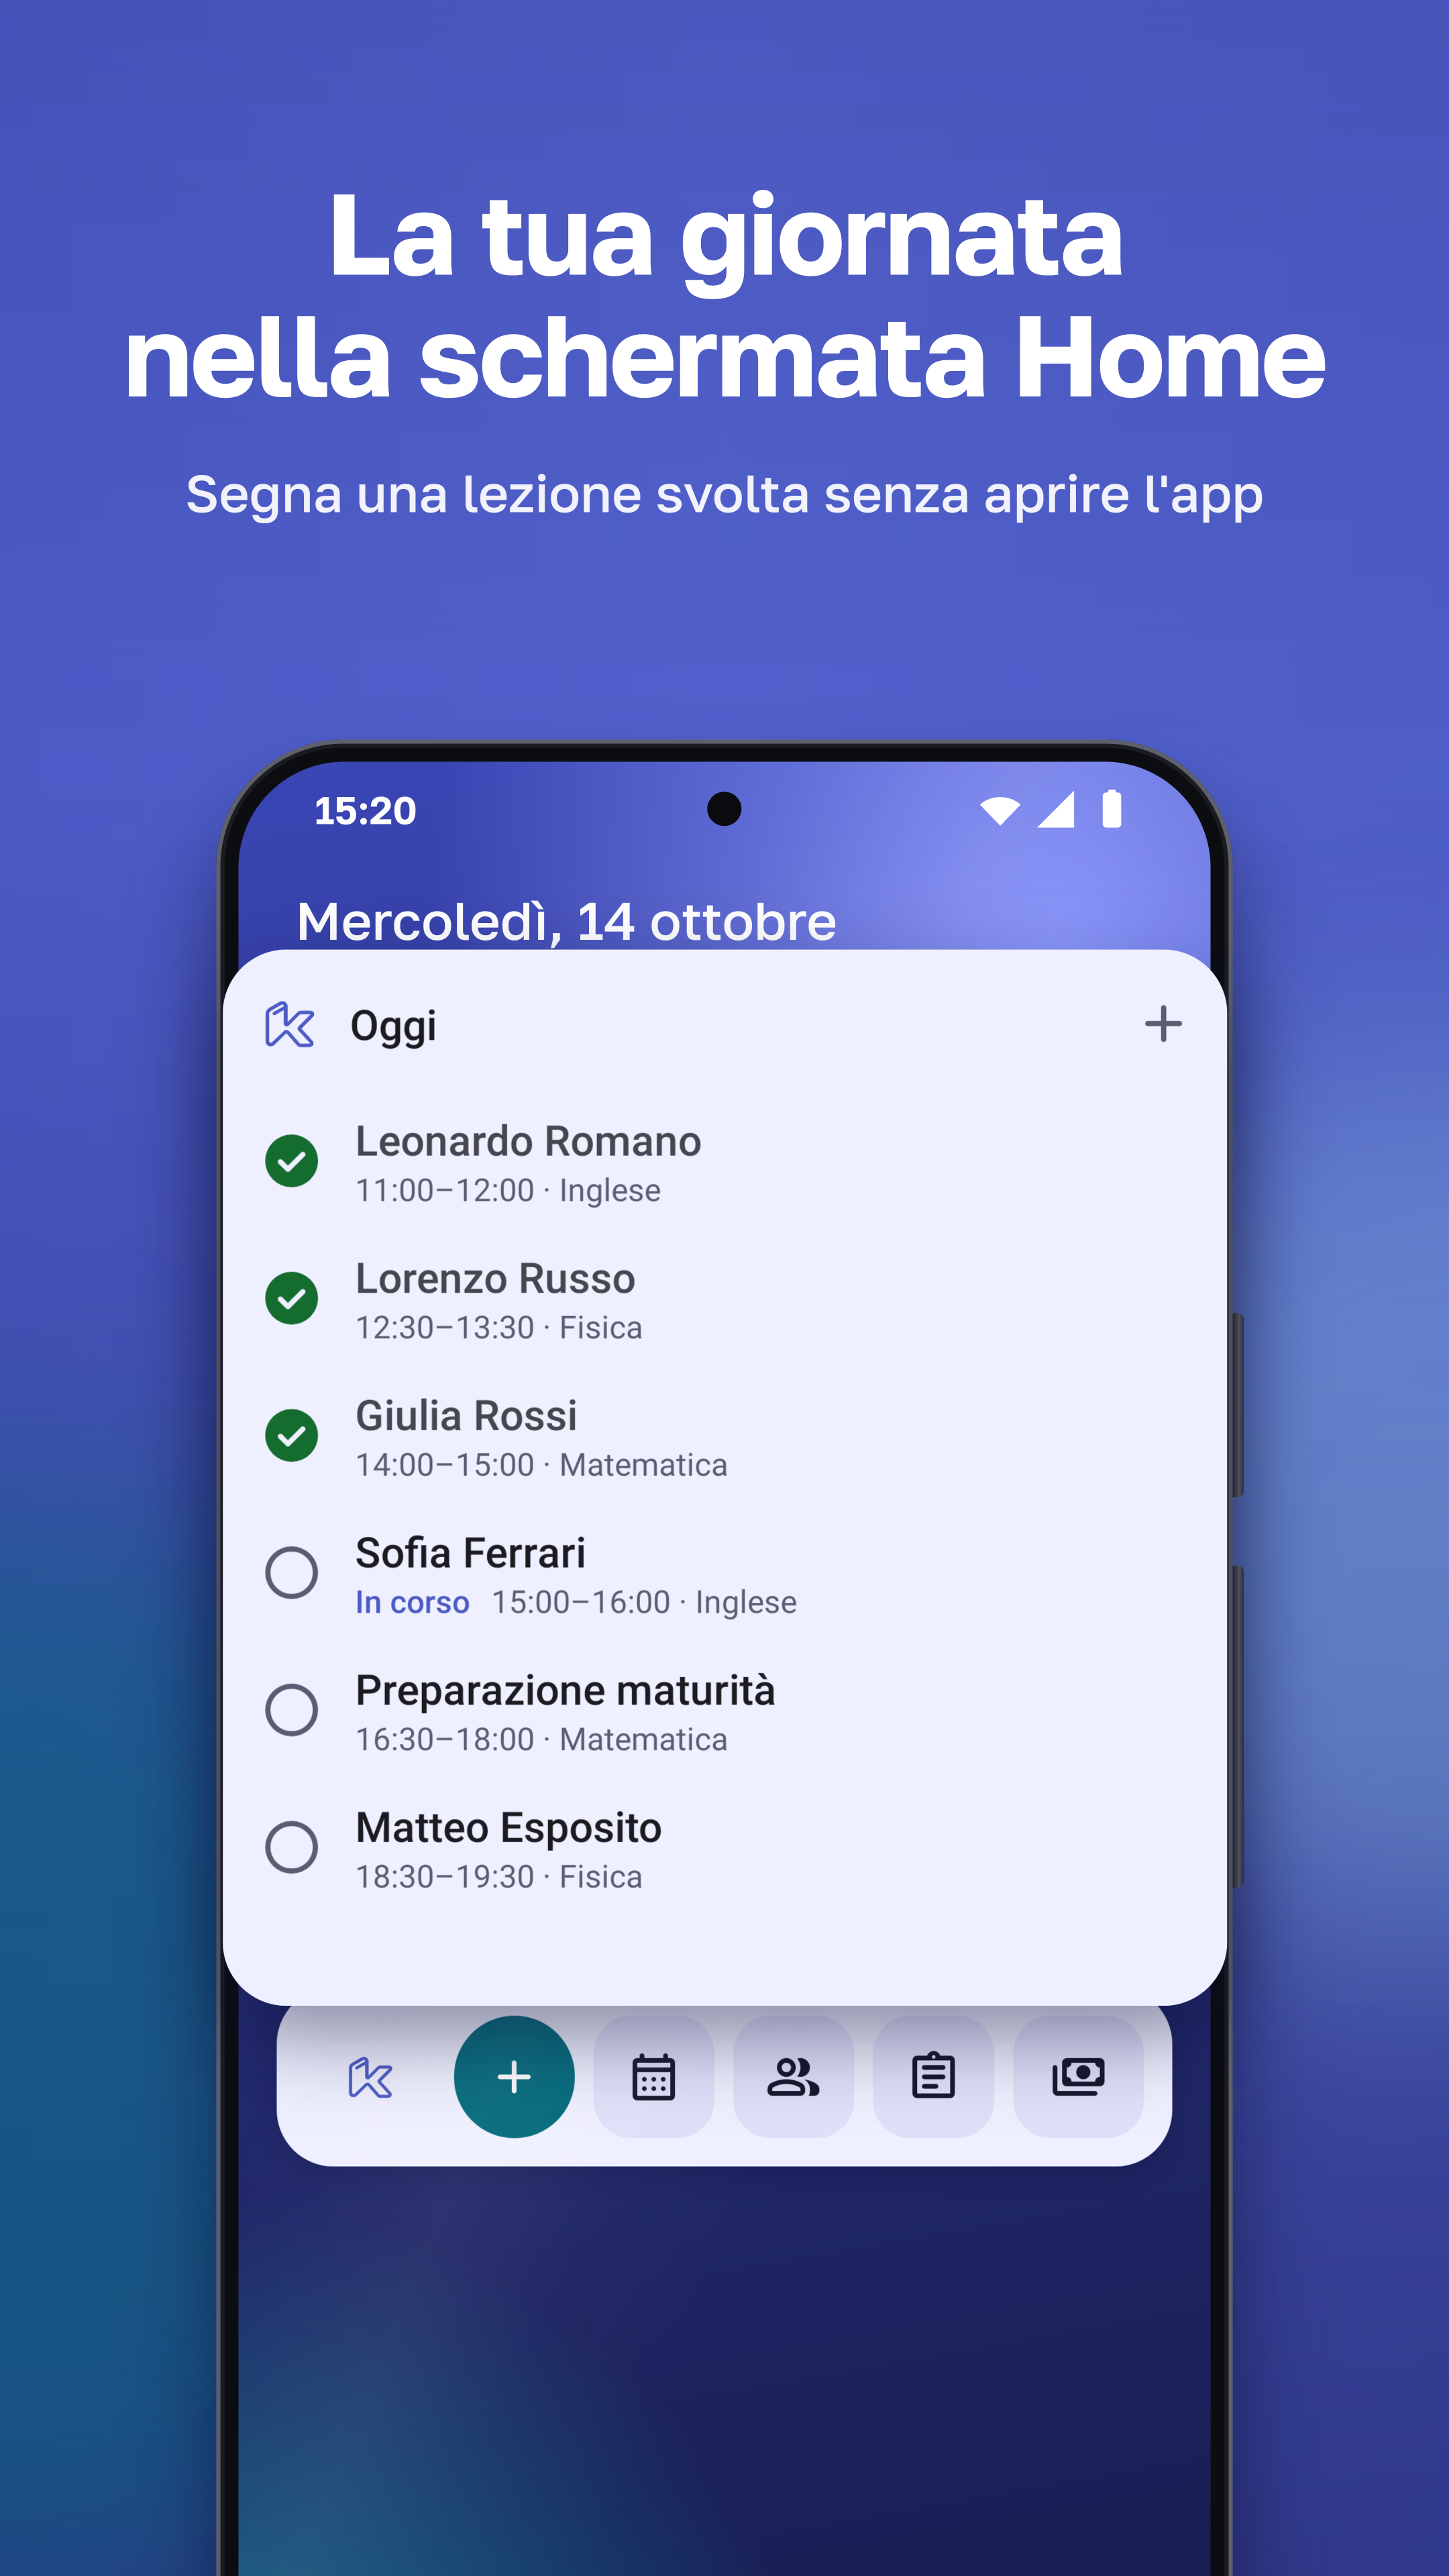 La tua giornata
nella schermata Home
Segna una lezione svolta senza aprire l'app
15:20
Mercoledì, 14 ottobre
Oggi
Leonardo Romano
11:00–12:00 · Inglese
Lorenzo Russo
12:30–13:30 · Fisica
Giulia Rossi
14:00–15:00 · Matematica
Sofia Ferrari
In corso 15:00–16:00 · Inglese
Preparazione maturità
16:30–18:00 · Matematica
Matteo Esposito
18:30–19:30 · Fisica